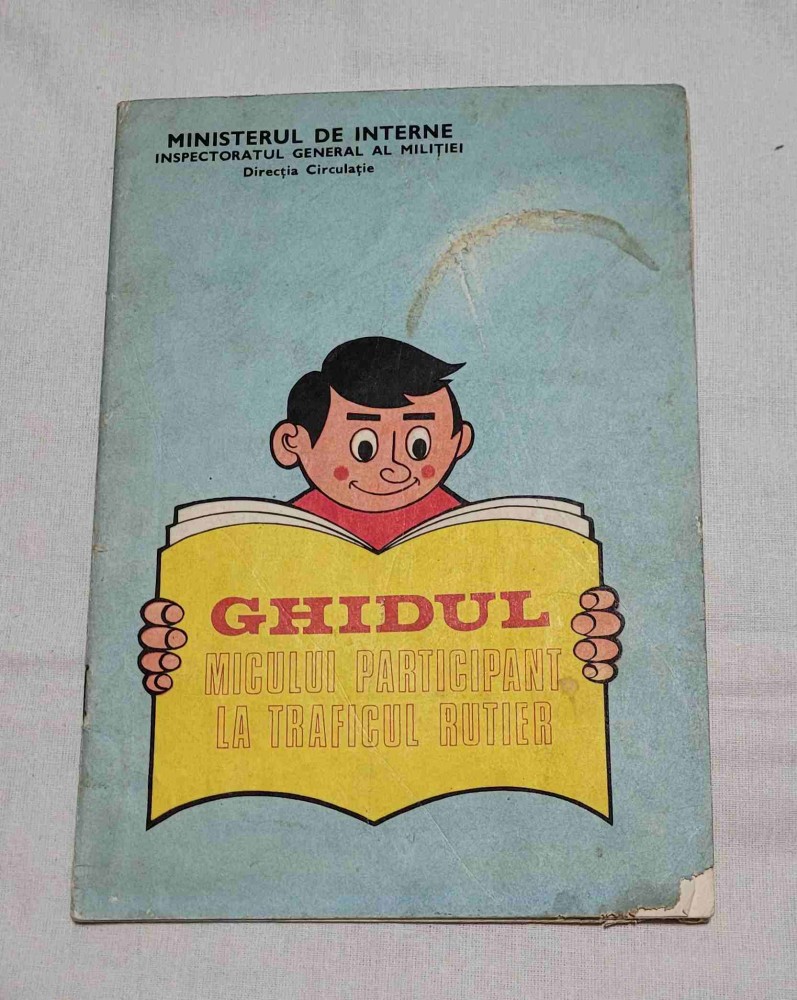 MINISTERUL DE INTERNE
INSPECTORATUL GENERAL AL MILIȚIEI
Direcția Circulație
GHIDUL
MICULUI PARTICIPANT
LA TRAFICUL RUTIER